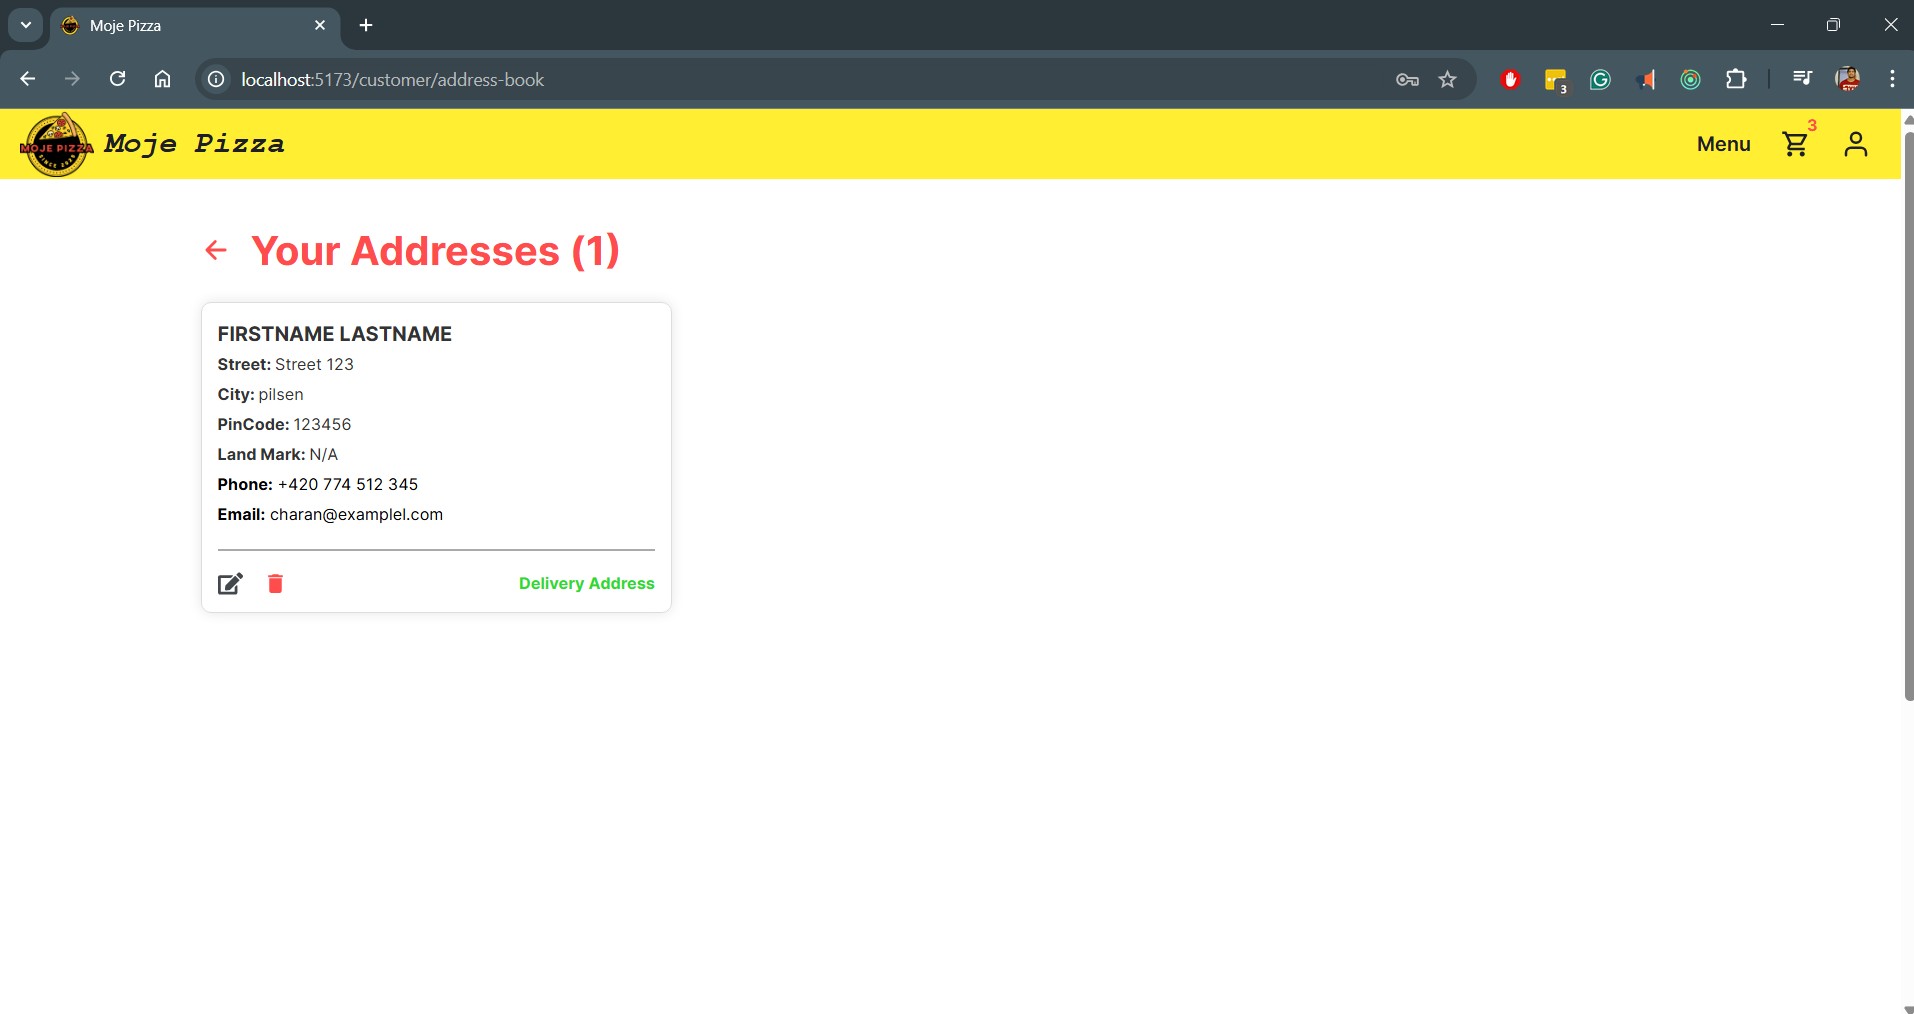 Moje Pizza
localhost:5173/customer/address-book
3
MOJE PIZZA
Moje Pizza
Menu
3
Your Addresses (1)
FIRSTNAME LASTNAME
Street: Street 123
City: pilsen
PinCode: 123456
Land Mark: N/A
Phone: +420 774 512 345
Email: charan@examplel.com
Delivery Address